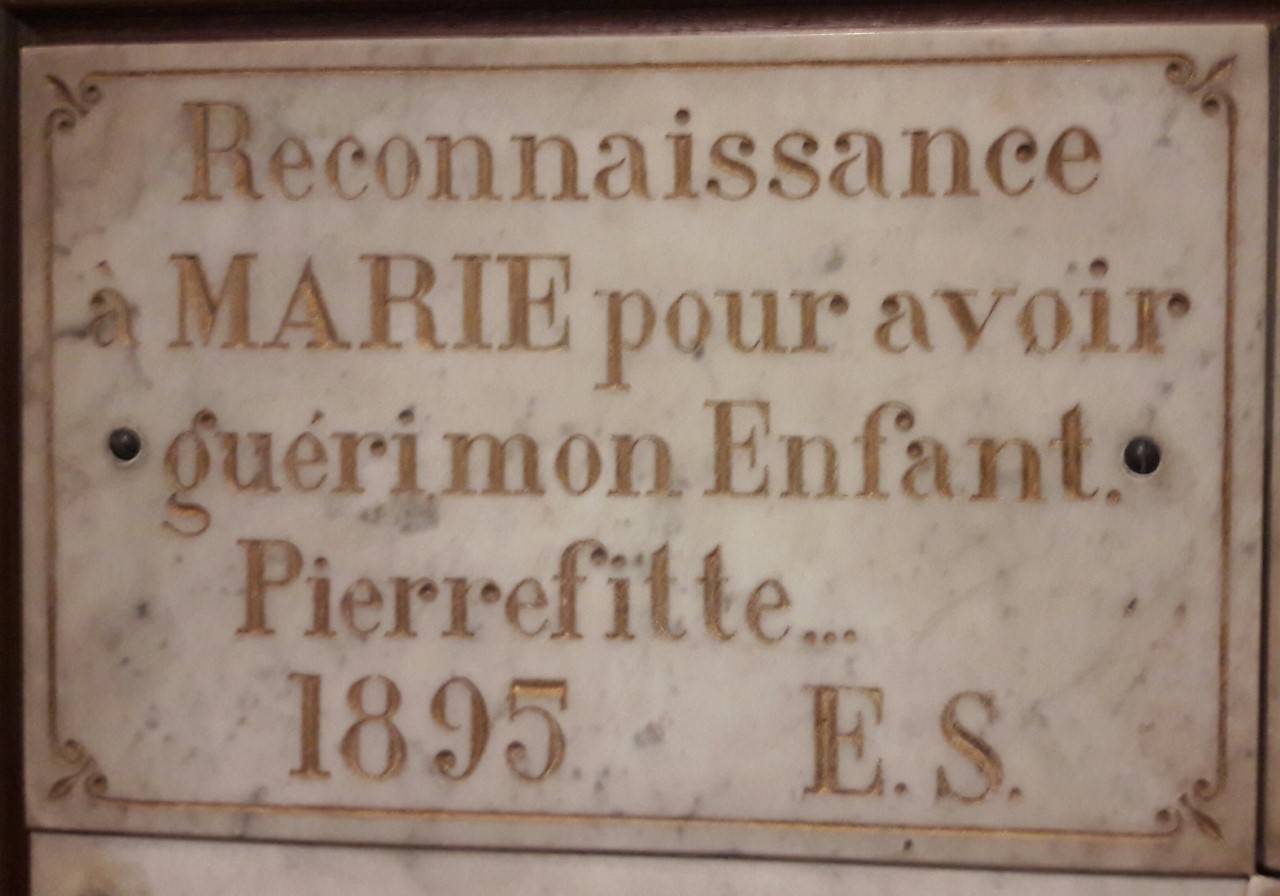 Reconnaissance
à MARIE pour avoir
guéri mon Enfant.
Pierrefitte...
1895 E. S.